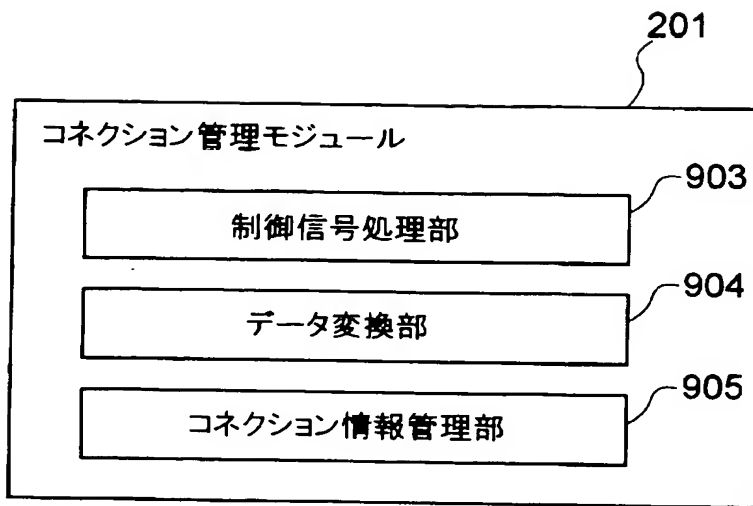 201
コネクション管理モジュール
903
制御信号処理部
904
データ変換部
905
コネクション情報管理部